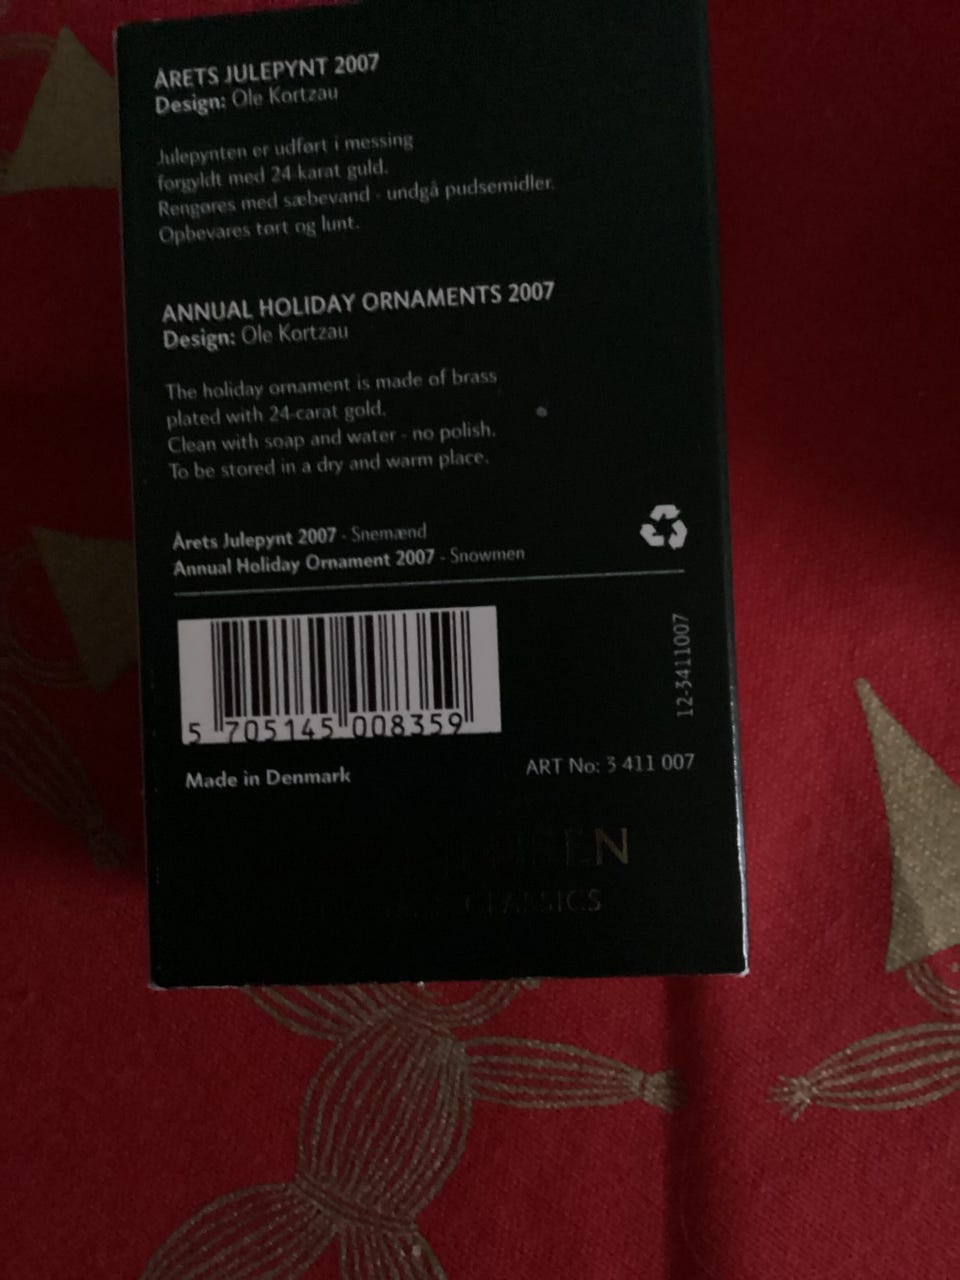 ÅRETS JULEPYNT 2007
Design: Ole Kortzau
Julepynten er udført i messing
forgyldt med 24 karat guld.
Rengøres med sæbevand - undgå pudsemidler.
Opbevares tørt og lunt.
ANNUAL HOLIDAY ORNAMENTS 2007
Design: Ole Kortzau
The holiday ornament is made of brass
plated with 24-carat gold.
Clean with soap and water - no polish.
To be stored in a dry and warm place.
Årets Julepynt 2007 - Snemænd
Annual Holiday Ornament 2007 - Snowmen
12-3411007
5 705145 008359
Made in Denmark
ART No: 3 411 007
CLASSICS